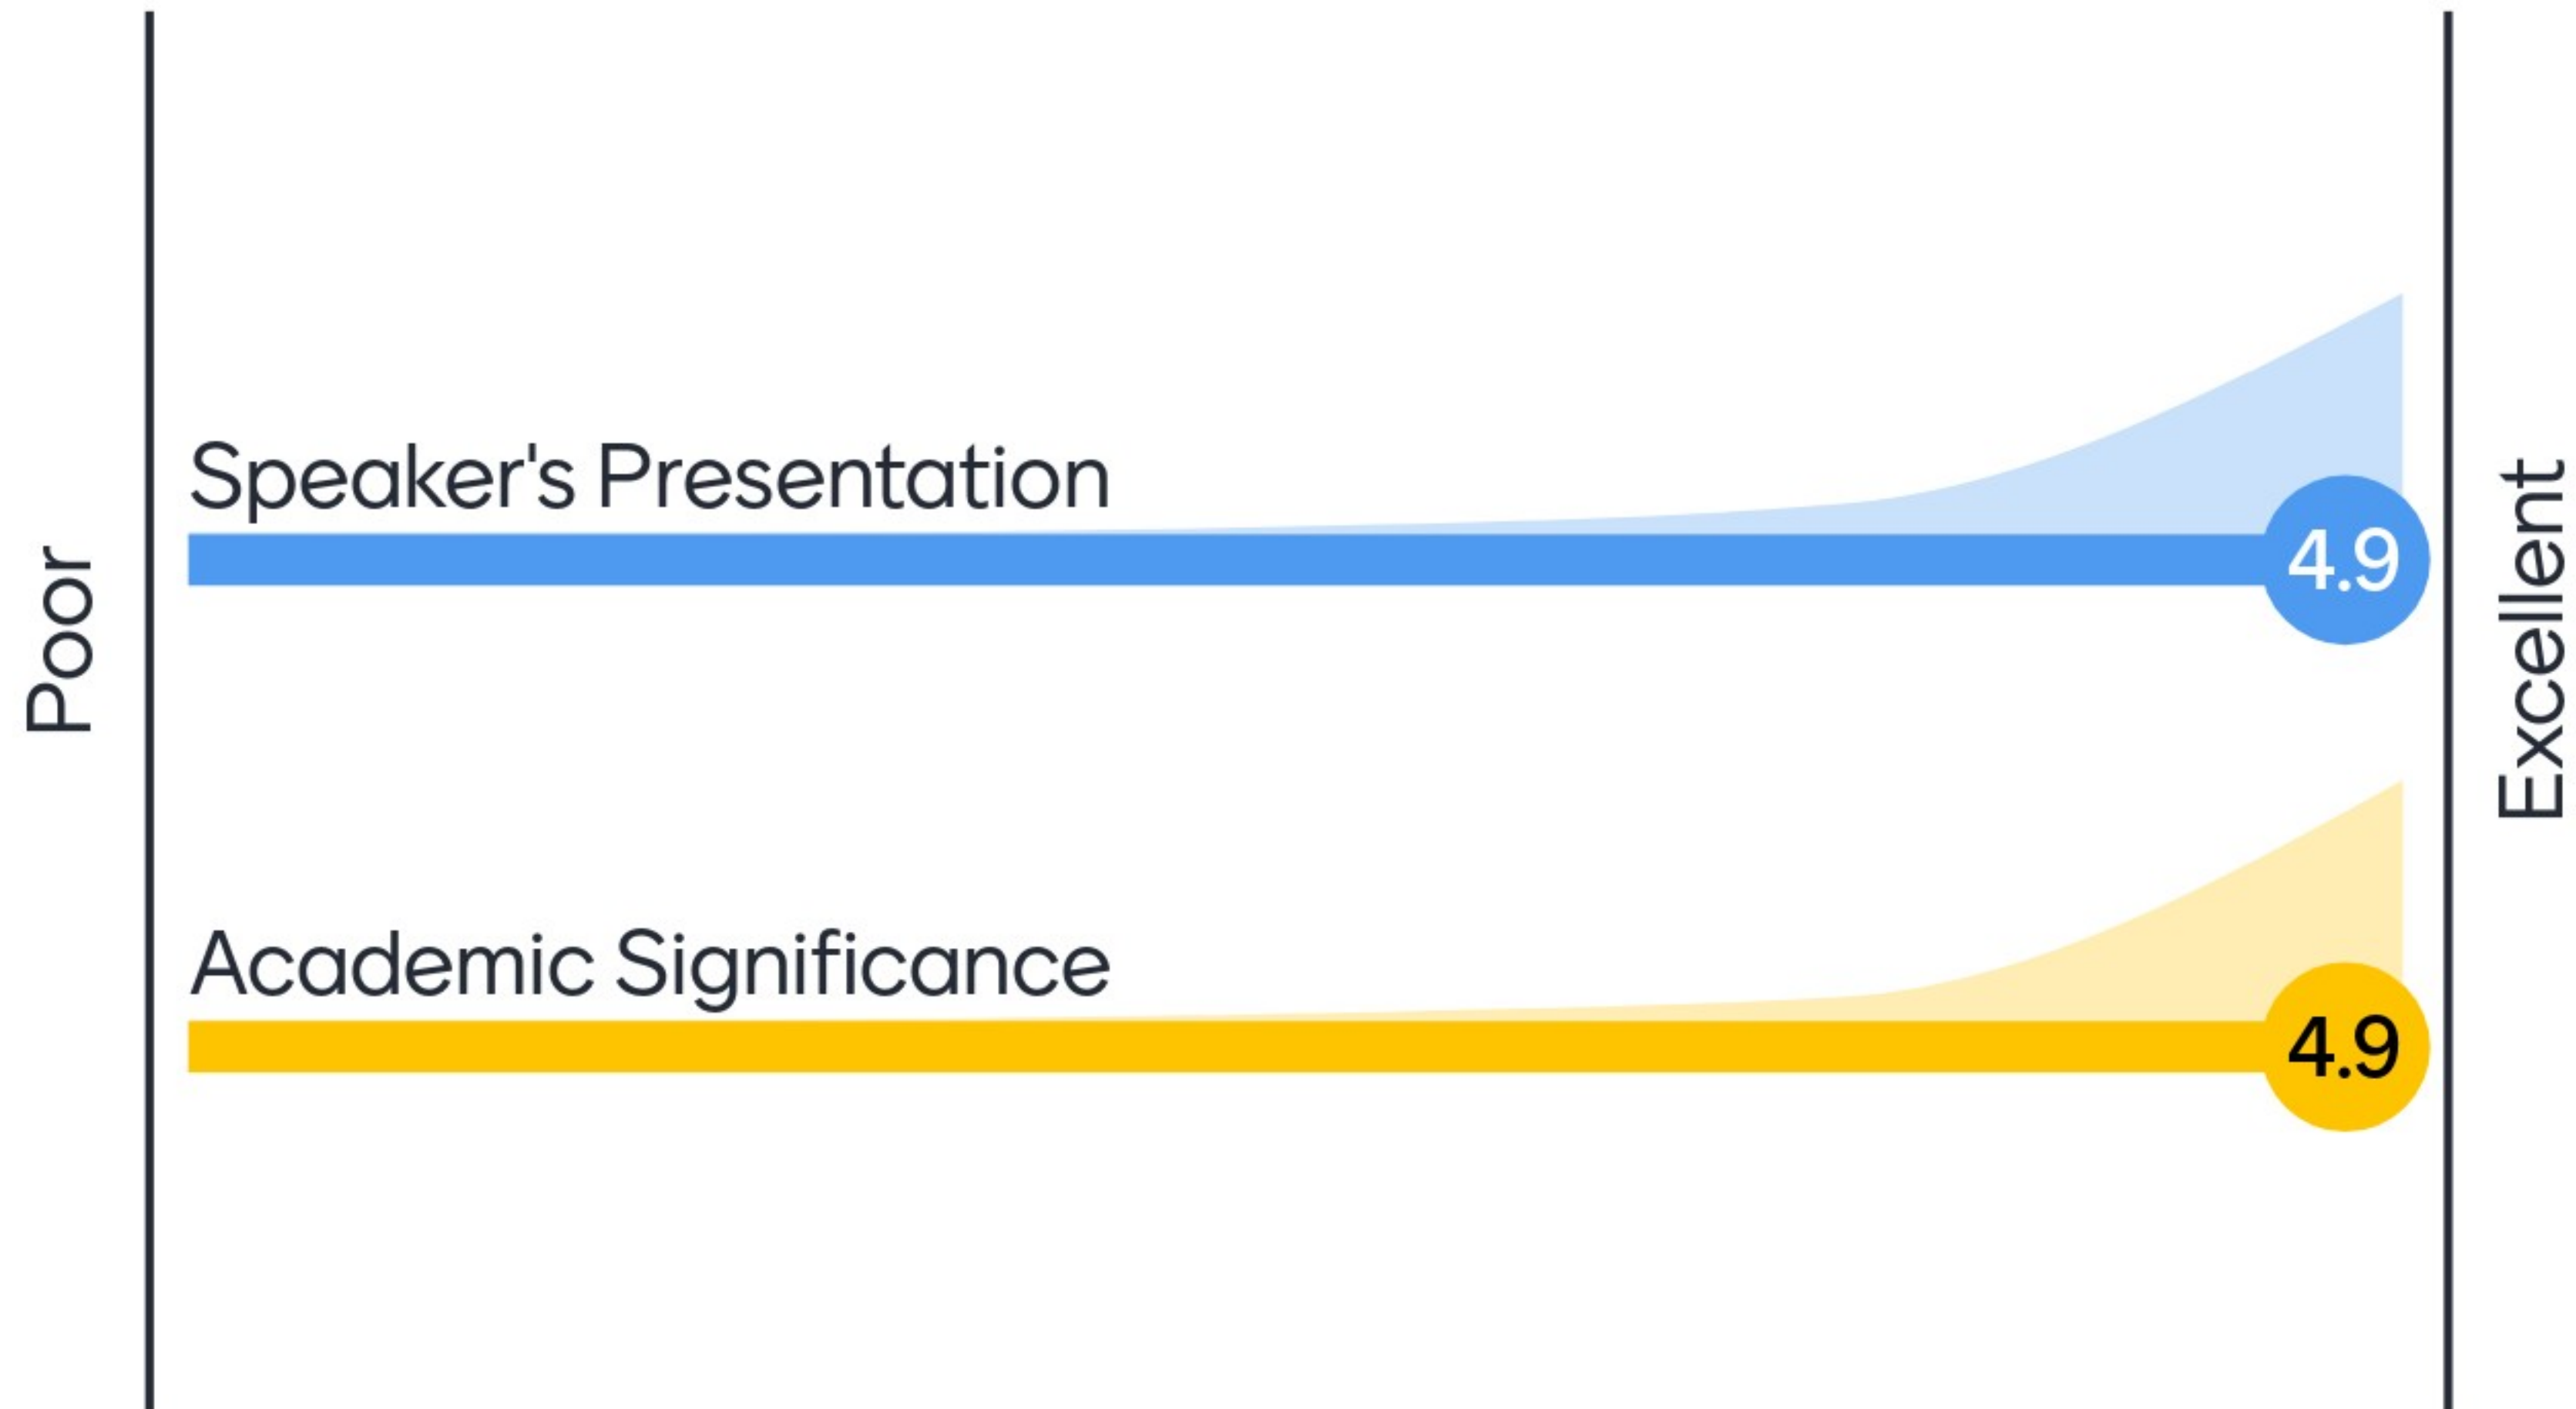 Poor
Speaker's Presentation
4.9
Academic Significance
4.9
Excellent